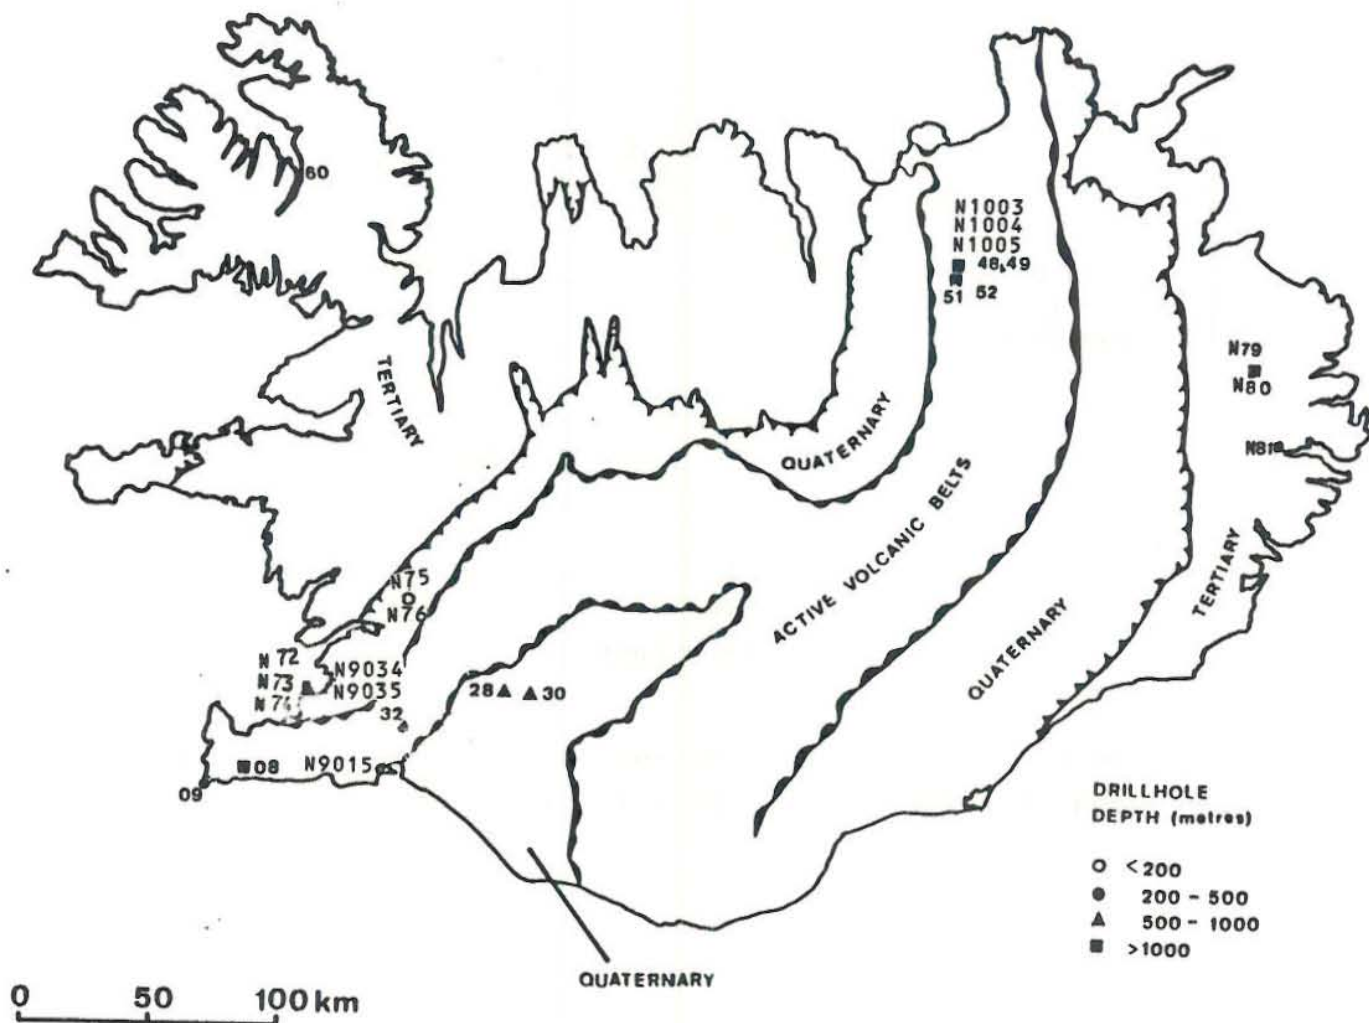 60
N1003
N1004
N1005
48,49
51 52
N79
N80
N81
TERTIARY
QUATERNARY
ACTIVE VOLCANIC BELTS
TERTIARY
QUATERNARY
N75
N76
N72
N73
N74
N9034
N9035
32
28
30
08
N9015
09
QUATERNARY
DRILLHOLE
DEPTH (metres)
<200
200 - 500
500 - 1000
>1000
0 50 100 km